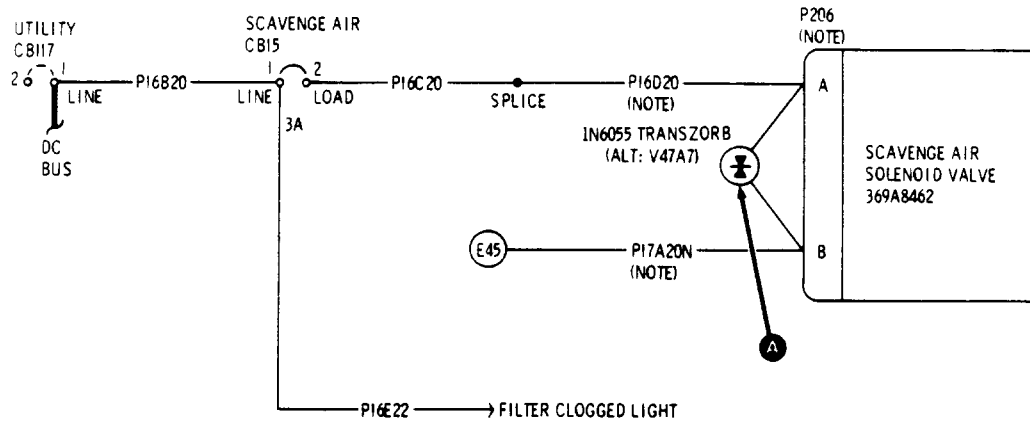 UTILITY
CB117
2
1
LINE
DC
BUS
P16B20
SCAVENGE AIR
CB15
1
2
LINE
LOAD
3A
P16C20
SPLICE
P16D20
(NOTE)
1N6055 TRANSZORB
(ALT: V47A7)
P206
(NOTE)
A
B
SCAVENGE AIR
SOLENOID VALVE
369A8462
E45
P17A20N
(NOTE)
A
P16E22
FILTER CLOGGED LIGHT